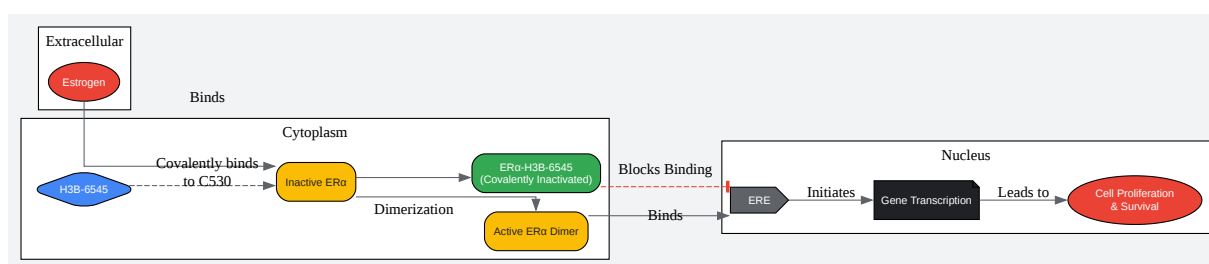 Extracellular
Estrogen
Binds
Cytoplasm
Covalently binds
to C530
H3B-6545
Inactive ERα
ERα-H3B-6545
(Covalently Inactivated)
Dimerization
Active ERα Dimer
Blocks Binding
Binds
Nucleus
ERE
Initiates
Gene Transcription
Leads to
Cell Proliferation
& Survival